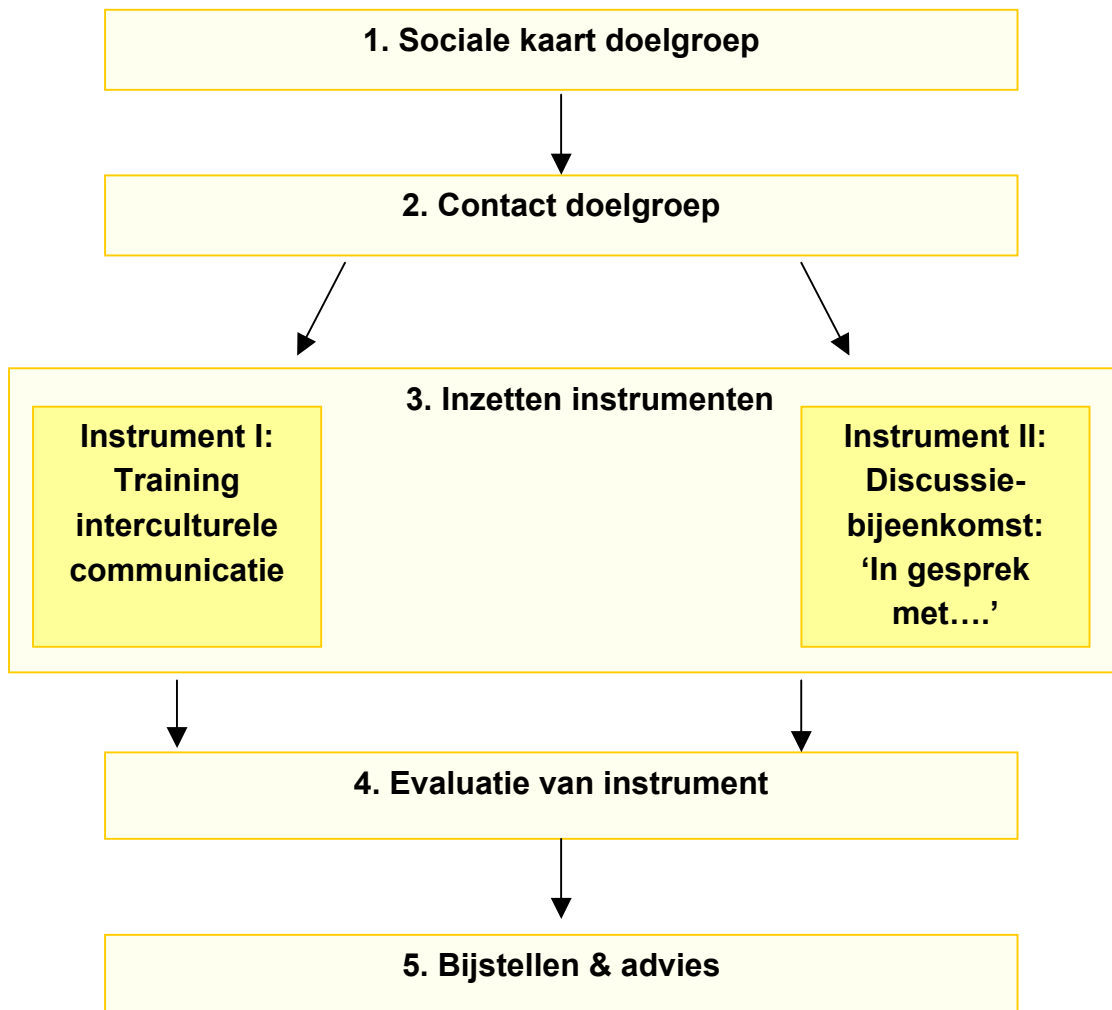 1. Sociale kaart doelgroep
2. Contact doelgroep
3. Inzetten instrumenten
Instrument I:
Training
interculturele
communicatie
Instrument II:
Discussie-
bijeenkomst:
‘In gesprek
met….’
4. Evaluatie van instrument
5. Bijstellen & advies